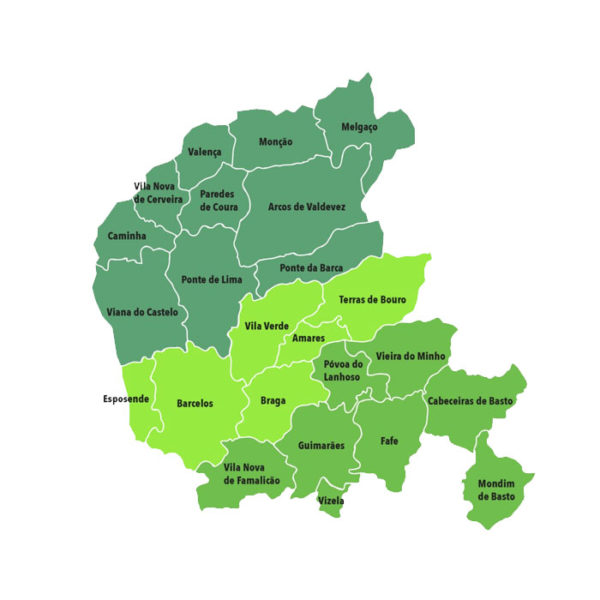 Melgaço
Monção
Valença
Vila Nova
de Cerveira
Paredes
de Coura
Arcos de Valdevez
Caminha
Ponte da Barca
Ponte de Lima
Viana do Castelo
Terras de Bouro
Vila Verde
Amares
Vieira do Minho
Póvoa do
Lanhoso
Esposende
Barcelos
Braga
Cabeceiras de Basto
Guimarães
Fafe
Vila Nova
de Famalicão
Vizela
Mondim
de Basto